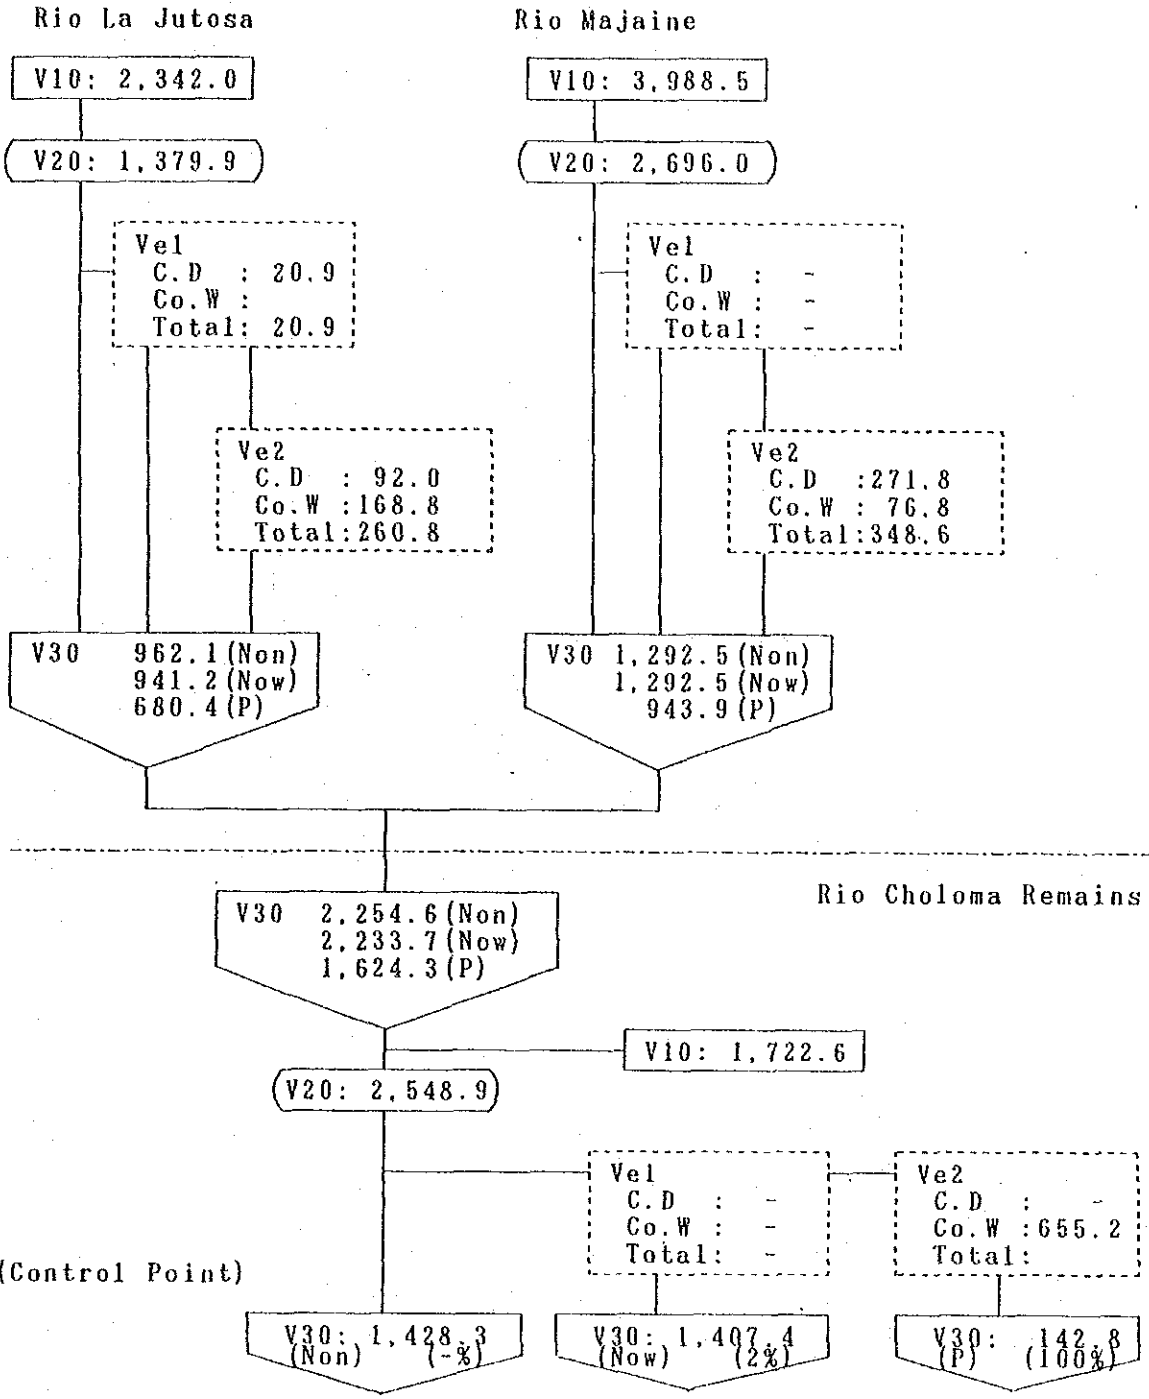 Rio La Jutosa
Rio Majaine
V10: 2,342.0
V10: 3,988.5
V20: 1,379.9
V20: 2,696.0
Ve1
C.D : 20.9
Co.W :
Total: 20.9
Ve1
C.D : -
Co.W :
Total: -
Ve2
C.D : 92.0
Co.W :168.8
Total:260.8
Ve2
C.D :271.8
Co.W : 76.8
Total:348.6
V30 962.1(Non)
941.2(Now)
680.4(P)
V30 1,292.5(Non)
1,292.5(Now)
943.9(P)
Rio Choloma Remains
V30 2,254.6(Non)
2,233.7(Now)
1,624.3(P)
V10: 1,722.6
V20: 2,548.9
Ve1
C.D : -
Co.W : -
Total: -
Ve2
C.D : -
Co.W :655.2
Total:
(Control Point)
V30: 1,428.3
(Non) (-%)
V30: 1,407.4
(Now) (2%)
V30: 142.8
(P) (100%)